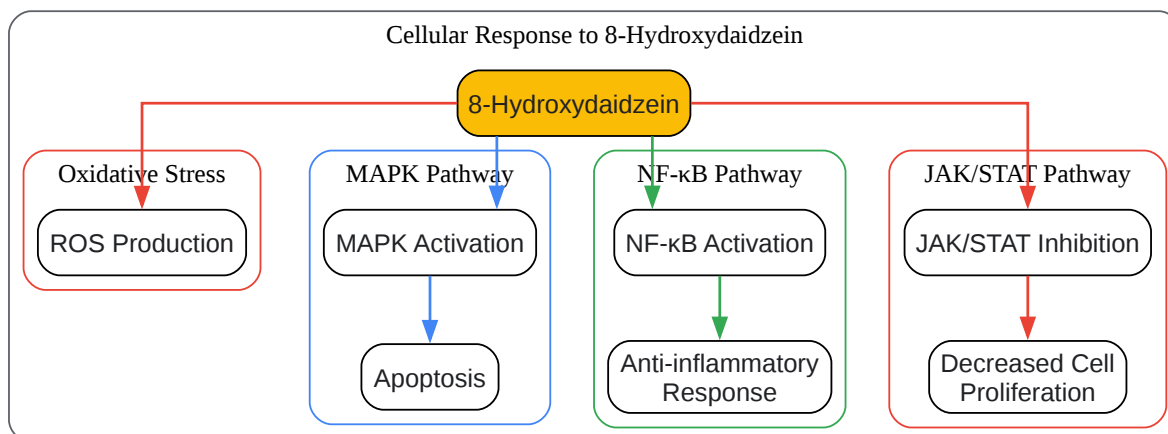 Cellular Response to 8-Hydroxydaidzein
8-Hydroxydaidzein
Oxidative Stress
MAPK Pathway
NF-κB Pathway
JAK/STAT Pathway
ROS Production
MAPK Activation
NF-κB Activation
JAK/STAT Inhibition
Apoptosis
Anti-inflammatory
Response
Decreased Cell
Proliferation